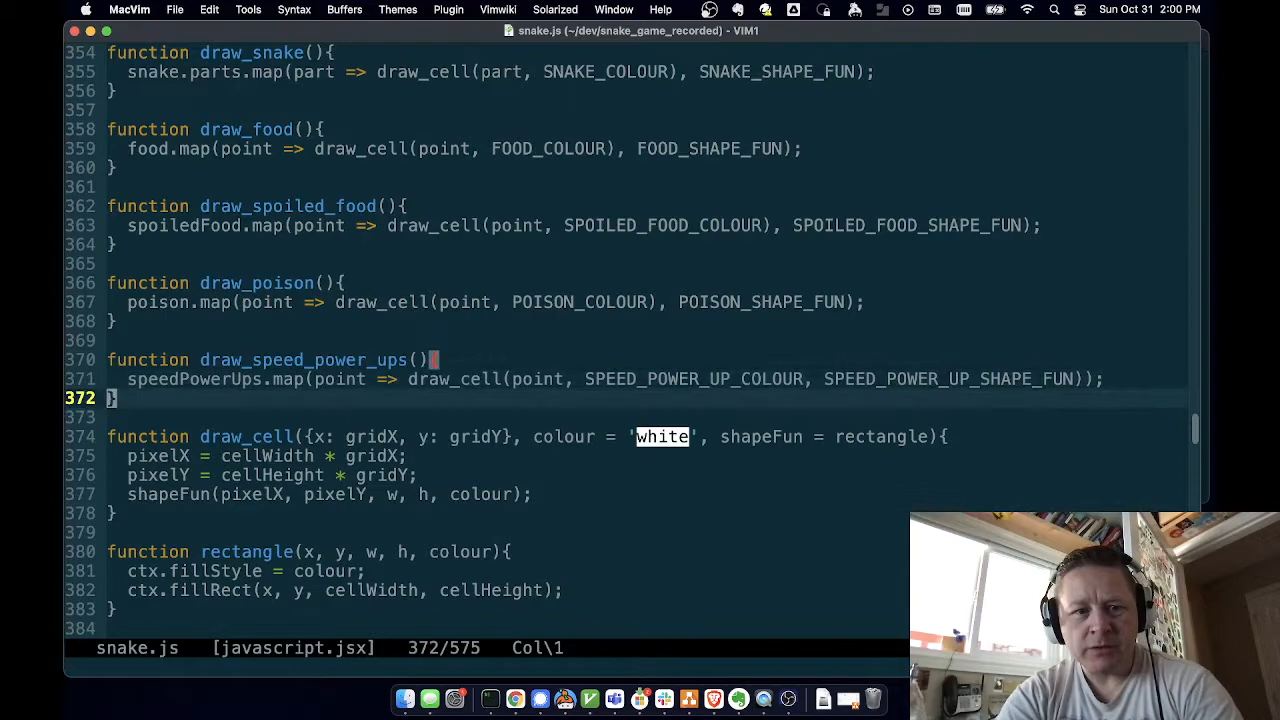 MacVim File Edit Tools Syntax Buffers Themes Plugin Vimwiki Solarized Window Help Sun Oct 31 2:00 PM
snake.js (~/dev/snake_game_recorded) - VIM1
354 function draw_snake(){
355 snake.parts.map(part => draw_cell(part, SNAKE_COLOUR), SNAKE_SHAPE_FUN);
356 }
357
358 function draw_food(){
359 food.map(point => draw_cell(point, FOOD_COLOUR), FOOD_SHAPE_FUN);
360 }
361
362 function draw_spoiled_food(){
363 spoiledFood.map(point => draw_cell(point, SPOILED_FOOD_COLOUR), SPOILED_FOOD_SHAPE_FUN);
364 }
365
366 function draw_poison(){
367 poison.map(point => draw_cell(point, POISON_COLOUR), POISON_SHAPE_FUN);
368 }
369
370 function draw_speed_power_ups(){
371 speedPowerUps.map(point => draw_cell(point, SPEED_POWER_UP_COLOUR, SPEED_POWER_UP_SHAPE_FUN));
372 }
373
374 function draw_cell({x: gridX, y: gridY}, colour = 'white', shapeFun = rectangle){
375 pixelX = cellWidth * gridX;
376 pixelY = cellHeight * gridY;
377 shapeFun(pixelX, pixelY, w, h, colour);
378 }
379
380 function rectangle(x, y, w, h, colour){
381 ctx.fillStyle = colour;
382 ctx.fillRect(x, y, cellWidth, cellHeight);
383 }
384
snake.js [javascript.jsx] 372/575 Col\1